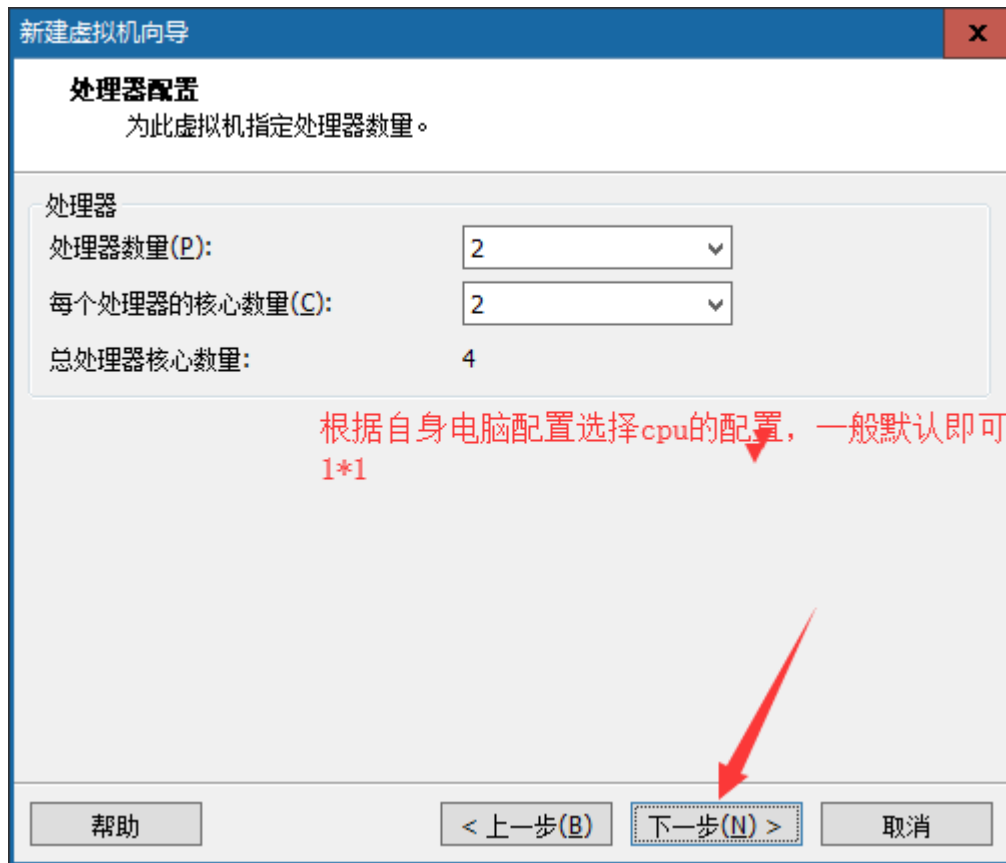 新建虚拟机向导
x
处理器配置
为此虚拟机指定处理器数量。
处理器
处理器数量(P):
2
每个处理器的核心数量(C):
2
总处理器核心数量:
4
根据自身电脑配置选择cpu的配置，一般默认即可
1*1
帮助
< 上一步(B)
下一步(N) >
取消